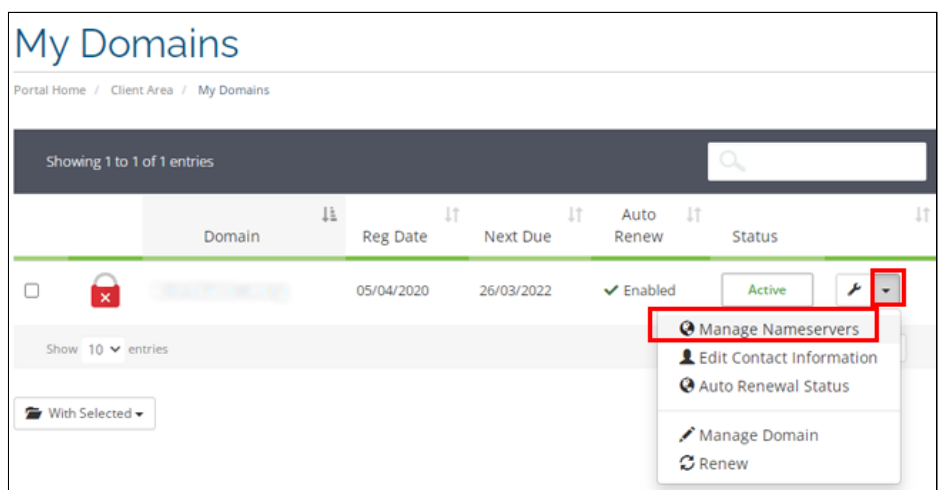 My Domains
Portal Home / Client Area / My Domains
Showing 1 to 1 of 1 entries
Domain Reg Date Next Due Auto Renew Status
05/04/2020 26/03/2022 Enabled Active
Manage Nameservers
Show 10 entries
Edit Contact Information
Auto Renewal Status
With Selected
Manage Domain
Renew